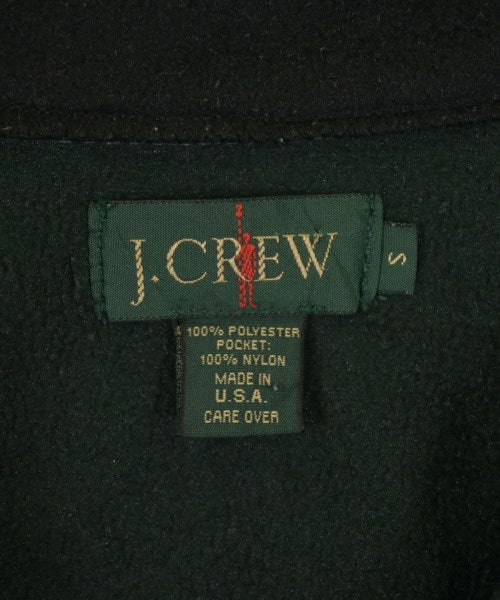 J.CREW
S
100% POLYESTER
POCKET:
100% NYLON
MADE IN
U.S.A.
CARE OVER